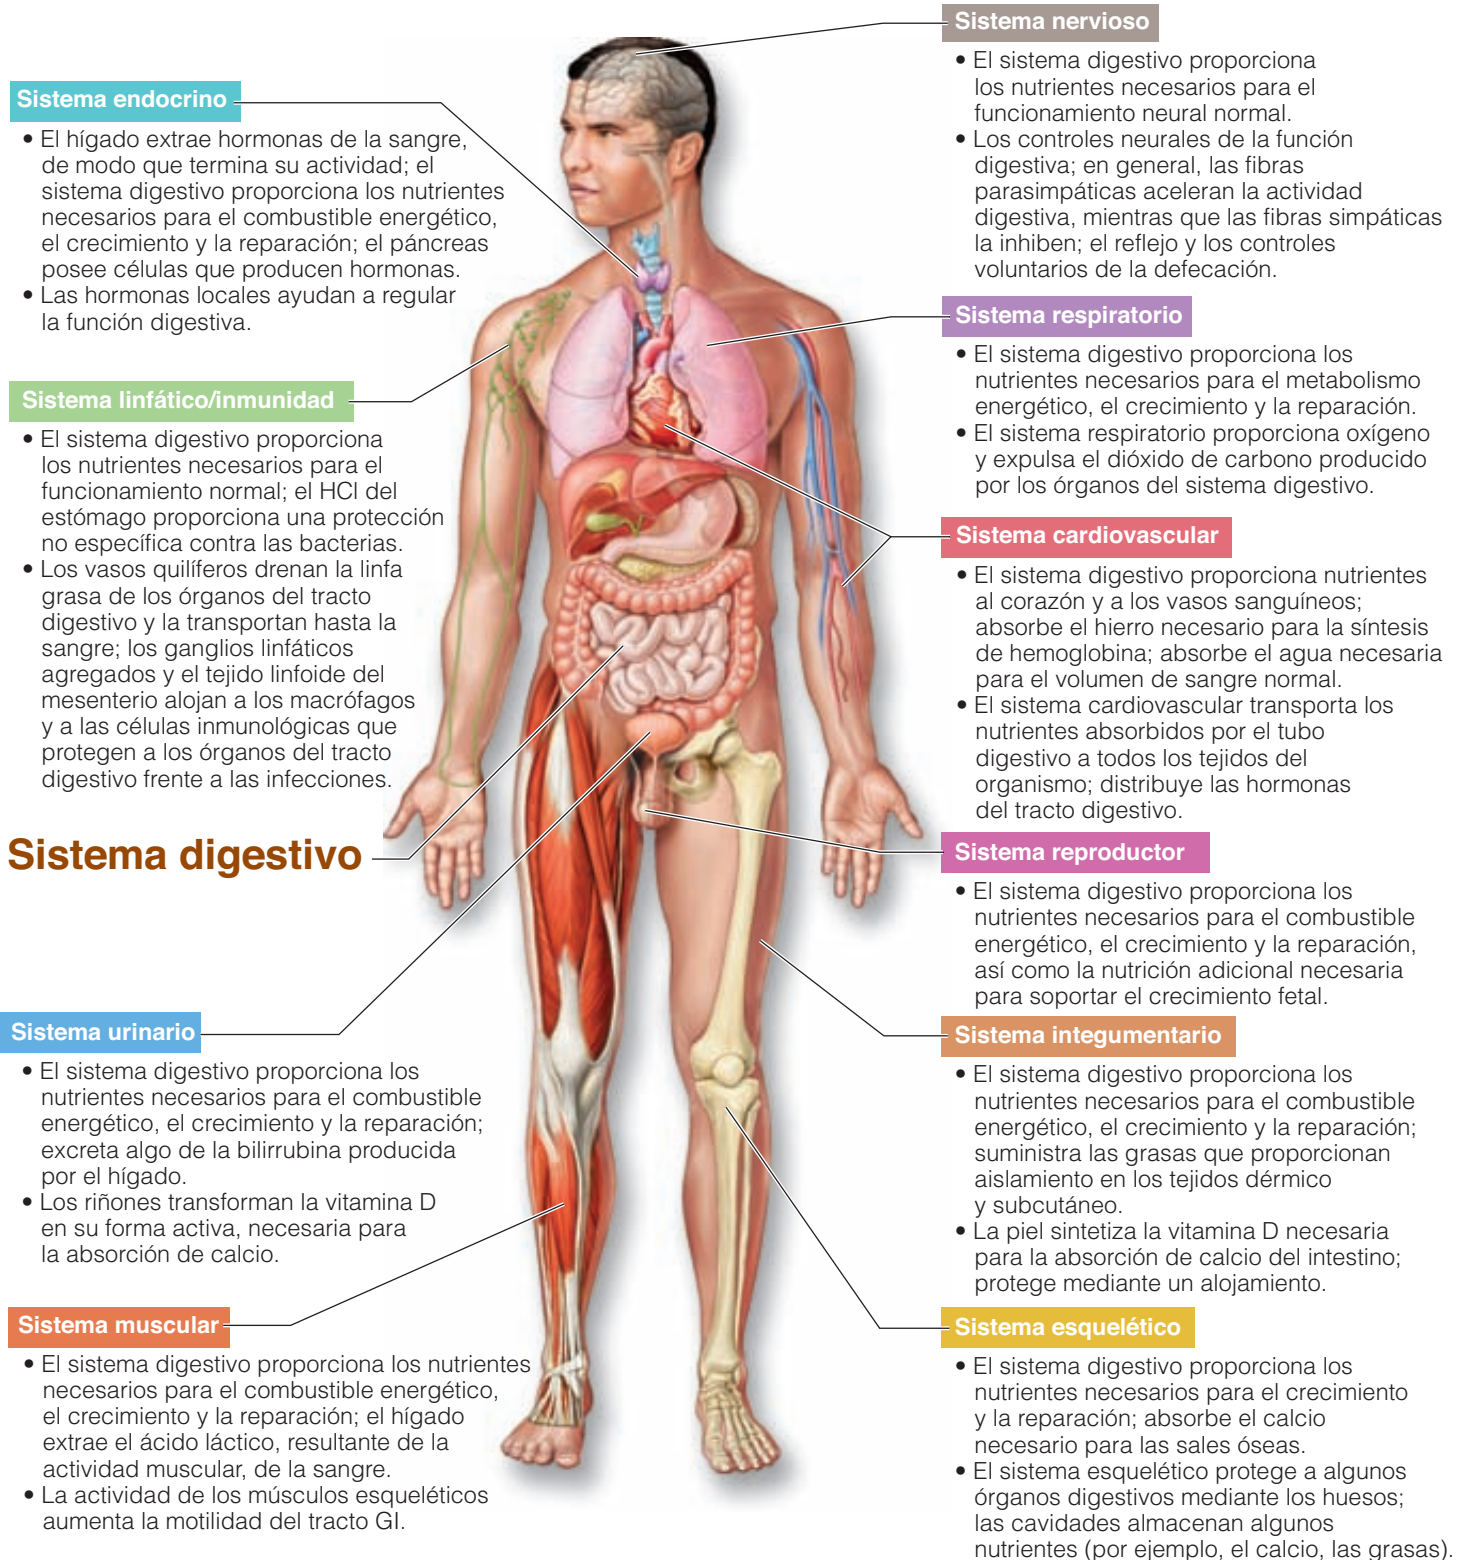 Sistema endocrino
• El hígado extrae hormonas de la sangre,
de modo que termina su actividad; el
sistema digestivo proporciona los nutrientes
necesarios para el combustible energético,
el crecimiento y la reparación; el páncreas
posee células que producen hormonas.
• Las hormonas locales ayudan a regular
la función digestiva.
Sistema linfático/inmunidad
• El sistema digestivo proporciona
los nutrientes necesarios para el
funcionamiento normal; el HCl del
estómago proporciona una protección
no específica contra las bacterias.
• Los vasos quilíferos drenan la linfa
grasa de los órganos del tracto
digestivo y la transportan hasta la
sangre; los ganglios linfáticos
agregados y el tejido linfoide del
mesenterio alojan a los macrófagos
y a las células inmunológicas que
protegen a los órganos del tracto
digestivo frente a las infecciones.
Sistema digestivo
Sistema urinario
• El sistema digestivo proporciona los
nutrientes necesarios para el combustible
energético, el crecimiento y la reparación;
excreta algo de la bilirrubina producida
por el hígado.
• Los riñones transforman la vitamina D
en su forma activa, necesaria para
la absorción de calcio.
Sistema muscular
• El sistema digestivo proporciona los nutrientes
necesarios para el combustible energético,
el crecimiento y la reparación; el hígado
extrae el ácido láctico, resultante de la
actividad muscular, de la sangre.
• La actividad de los músculos esqueléticos
aumenta la motilidad del tracto GI.
Sistema nervioso
• El sistema digestivo proporciona
los nutrientes necesarios para el
funcionamiento neural normal.
• Los controles neurales de la función
digestiva; en general, las fibras
parasimpáticas aceleran la actividad
digestiva, mientras que las fibras simpáticas
la inhiben; el reflejo y los controles
voluntarios de la defecación.
Sistema respiratorio
• El sistema digestivo proporciona los
nutrientes necesarios para el metabolismo
energético, el crecimiento y la reparación.
• El sistema respiratorio proporciona oxígeno
y expulsa el dióxido de carbono producido
por los órganos del sistema digestivo.
Sistema cardiovascular
• El sistema digestivo proporciona nutrientes
al corazón y a los vasos sanguíneos;
absorbe el hierro necesario para la síntesis
de hemoglobina; absorbe el agua necesaria
para el volumen de sangre normal.
• El sistema cardiovascular transporta los
nutrientes absorbidos por el tubo
digestivo a todos los tejidos del
organismo; distribuye las hormonas
del tracto digestivo.
Sistema reproductor
• El sistema digestivo proporciona los
nutrientes necesarios para el combustible
energético, el crecimiento y la reparación,
así como la nutrición adicional necesaria
para soportar el crecimiento fetal.
Sistema integumentario
• El sistema digestivo proporciona los
nutrientes necesarios para el combustible
energético, el crecimiento y la reparación;
suministra las grasas que proporcionan
aislamiento en los tejidos dérmico
y subcutáneo.
• La piel sintetiza la vitamina D necesaria
para la absorción de calcio del intestino;
protege mediante un alojamiento.
Sistema esquelético
• El sistema digestivo proporciona los
nutrientes necesarios para el crecimiento
y la reparación; absorbe el calcio
necesario para las sales óseas.
• El sistema esquelético protege a algunos
órganos digestivos mediante los huesos;
las cavidades almacenan algunos
nutrientes (por ejemplo, el calcio, las grasas).